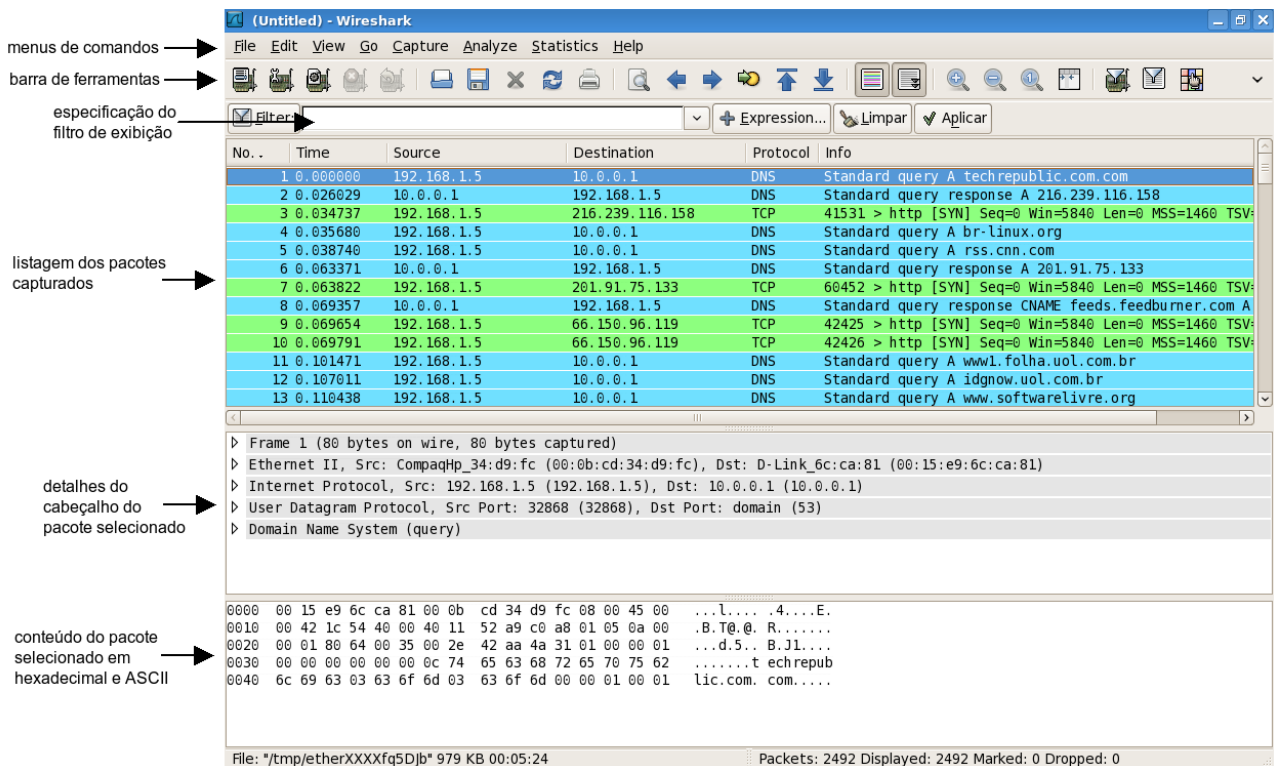 (Untitled) - Wireshark
menus de comandos
File Edit View Go Capture Analyze Statistics Help
barra de ferramentas
especificação do
filtro de exibição
Filter: Expression... Limpar Aplicar
No. . Time Source Destination Protocol Info
1 0.000000 192.168.1.5 10.0.0.1 DNS Standard query A techrepublic.com.com
2 0.026029 10.0.0.1 192.168.1.5 DNS Standard query response A 216.239.116.158
3 0.034737 192.168.1.5 216.239.116.158 TCP 41531 > http [SYN] Seq=0 Win=5840 Len=0 MSS=1460 TSV=
4 0.035680 192.168.1.5 10.0.0.1 DNS Standard query A br-linux.org
5 0.038740 192.168.1.5 10.0.0.1 DNS Standard query A rss.cnn.com
6 0.063371 10.0.0.1 192.168.1.5 DNS Standard query response A 201.91.75.133
7 0.063822 192.168.1.5 201.91.75.133 TCP 60452 > http [SYN] Seq=0 Win=5840 Len=0 MSS=1460 TSV=
8 0.069357 10.0.0.1 192.168.1.5 DNS Standard query response CNAME feeds.feedburner.com A
9 0.069654 192.168.1.5 66.150.96.119 TCP 42425 > http [SYN] Seq=0 Win=5840 Len=0 MSS=1460 TSV=
10 0.069791 192.168.1.5 66.150.96.119 TCP 42426 > http [SYN] Seq=0 Win=5840 Len=0 MSS=1460 TSV=
11 0.101471 192.168.1.5 10.0.0.1 DNS Standard query A www1.folha.uol.com.br
12 0.107011 192.168.1.5 10.0.0.1 DNS Standard query A idgnow.uol.com.br
13 0.110438 192.168.1.5 10.0.0.1 DNS Standard query A www.softwarelivre.org
listagem dos pacotes
capturados
Frame 1 (80 bytes on wire, 80 bytes captured)
Ethernet II, Src: CompaqHp_34:d9:fc (00:0b:cd:34:d9:fc), Dst: D-Link_6c:ca:81 (00:15:e9:6c:ca:81)
Internet Protocol, Src: 192.168.1.5 (192.168.1.5), Dst: 10.0.0.1 (10.0.0.1)
User Datagram Protocol, Src Port: 32868 (32868), Dst Port: domain (53)
Domain Name System (query)
detalhes do
cabeçalho do
pacote selecionado
0000 00 15 e9 6c ca 81 00 0b cd 34 d9 fc 08 00 45 00 ...l.... .4....E.
0010 00 42 1c 54 40 00 40 11 52 a9 c0 a8 01 05 0a 00 .B.T@.@. R.......
0020 00 01 80 64 00 35 00 2e 42 aa 4a 31 01 00 00 01 ...d.5.. B.J1....
0030 00 00 00 00 00 00 0c 74 65 63 68 72 65 70 75 62 .......t echrepub
0040 6c 69 63 03 63 6f 6d 03 63 6f 6d 00 00 01 00 01 lic.com. com.....
conteúdo do pacote
selecionado em
hexadecimal e ASCII
File: "/tmp/etherXXXXfq5DJb" 979 KB 00:05:24 Packets: 2492 Displayed: 2492 Marked: 0 Dropped: 0